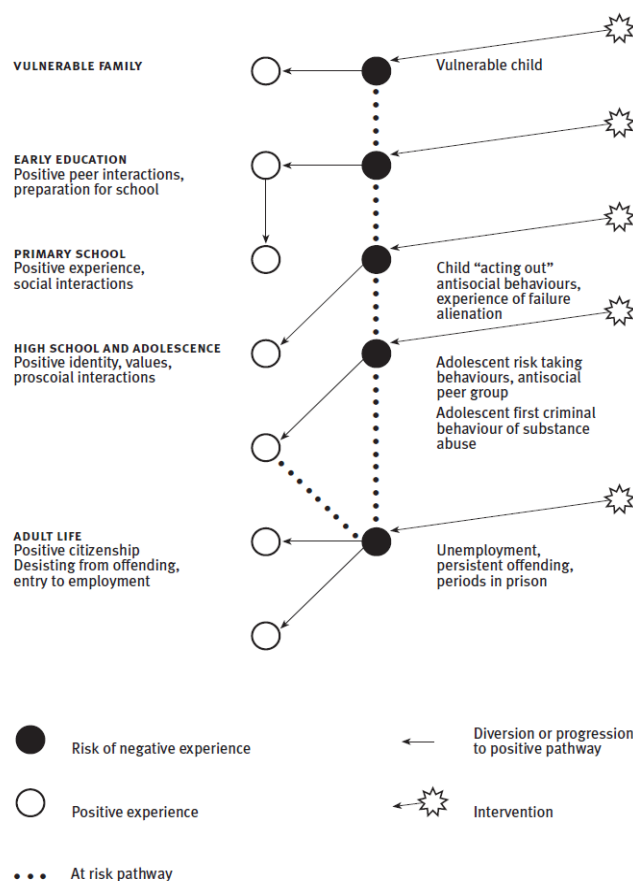 VULNERABLE FAMILY
Vulnerable child
EARLY EDUCATION
Positive peer interactions,
preparation for school
PRIMARY SCHOOL
Positive experience,
social interactions
Child “acting out”
antisocial behaviours,
experience of failure
alienation
HIGH SCHOOL AND ADOLESCENCE
Positive identity, values,
proscoial interactions
Adolescent risk taking
behaviours, antisocial
peer group
Adolescent first criminal
behaviour of substance
abuse
ADULT LIFE
Positive citizenship
Desisting from offending,
entry to employment
Unemployment,
persistent offending,
periods in prison
Risk of negative experience
Diversion or progression
to positive pathway
Positive experience
Intervention
At risk pathway